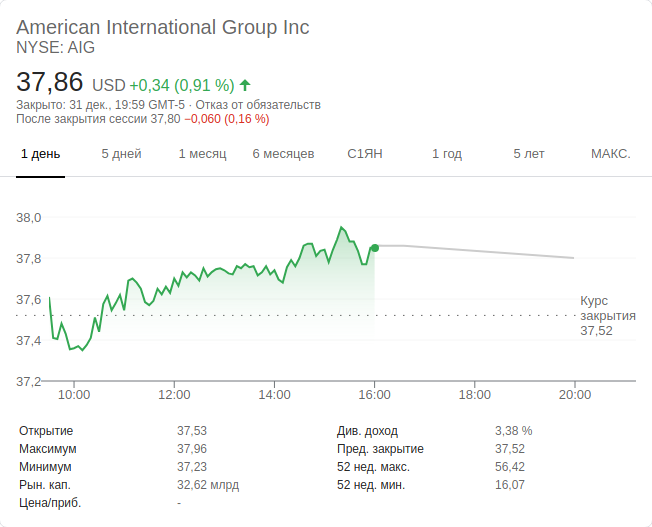 American International Group Inc
NYSE: AIG
37,86 USD +0,34 (0,91 %)
Закрыто: 31 дек., 19:59 GMT-5 · Отказ от обязательств
После закрытия сессии 37,80 −0,060 (0,16 %)
1 день 5 дней 1 месяц 6 месяцев С1ЯН 1 год 5 лет МАКС.
38,0
37,8
37,6
37,4
37,2
Курс
закрытия
37,52
10:00 12:00 14:00 16:00 18:00 20:00
Открытие 37,53 Див. доход 3,38 %
Максимум 37,96 Пред. закрытие 37,52
Минимум 37,23 52 нед. макс. 56,42
Рын. кап. 32,62 млрд 52 нед. мин. 16,07
Цена/приб. -